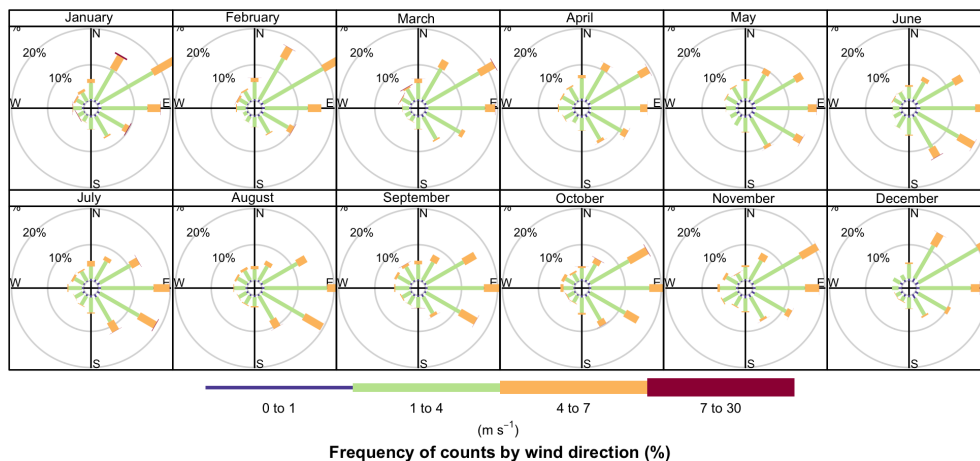 January February March April May June
% N % N % N % N % N % N
20% 20% 20% 20% 20% 20%
10% 10% 10% 10% 10% 10%
W E W E W E W E W E W E
S S S S S S
July August September October November December
% N % N % N % N % N % N
20% 20% 20% 20% 20% 20%
10% 10% 10% 10% 10% 10%
W E W E W E W E W E W E
S S S S S S
0 to 1 1 to 4 4 to 7 7 to 30
(m s⁻¹)
Frequency of counts by wind direction (%)